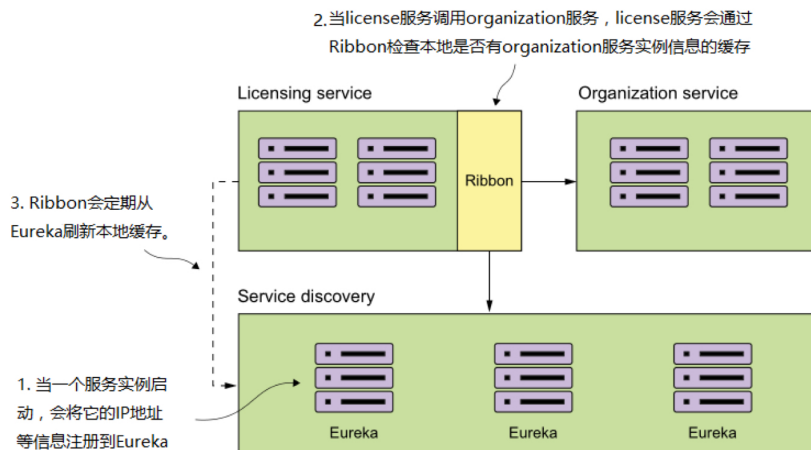 2. 当license服务调用organization服务，license服务会通过
Ribbon检查本地是否有organization服务实例信息的缓存
Licensing service
Organization service
Ribbon
3. Ribbon会定期从
Eureka刷新本地缓存。
Service discovery
1. 当一个服务实例启
动，会将它的IP地址
等信息注册到Eureka
Eureka
Eureka
Eureka